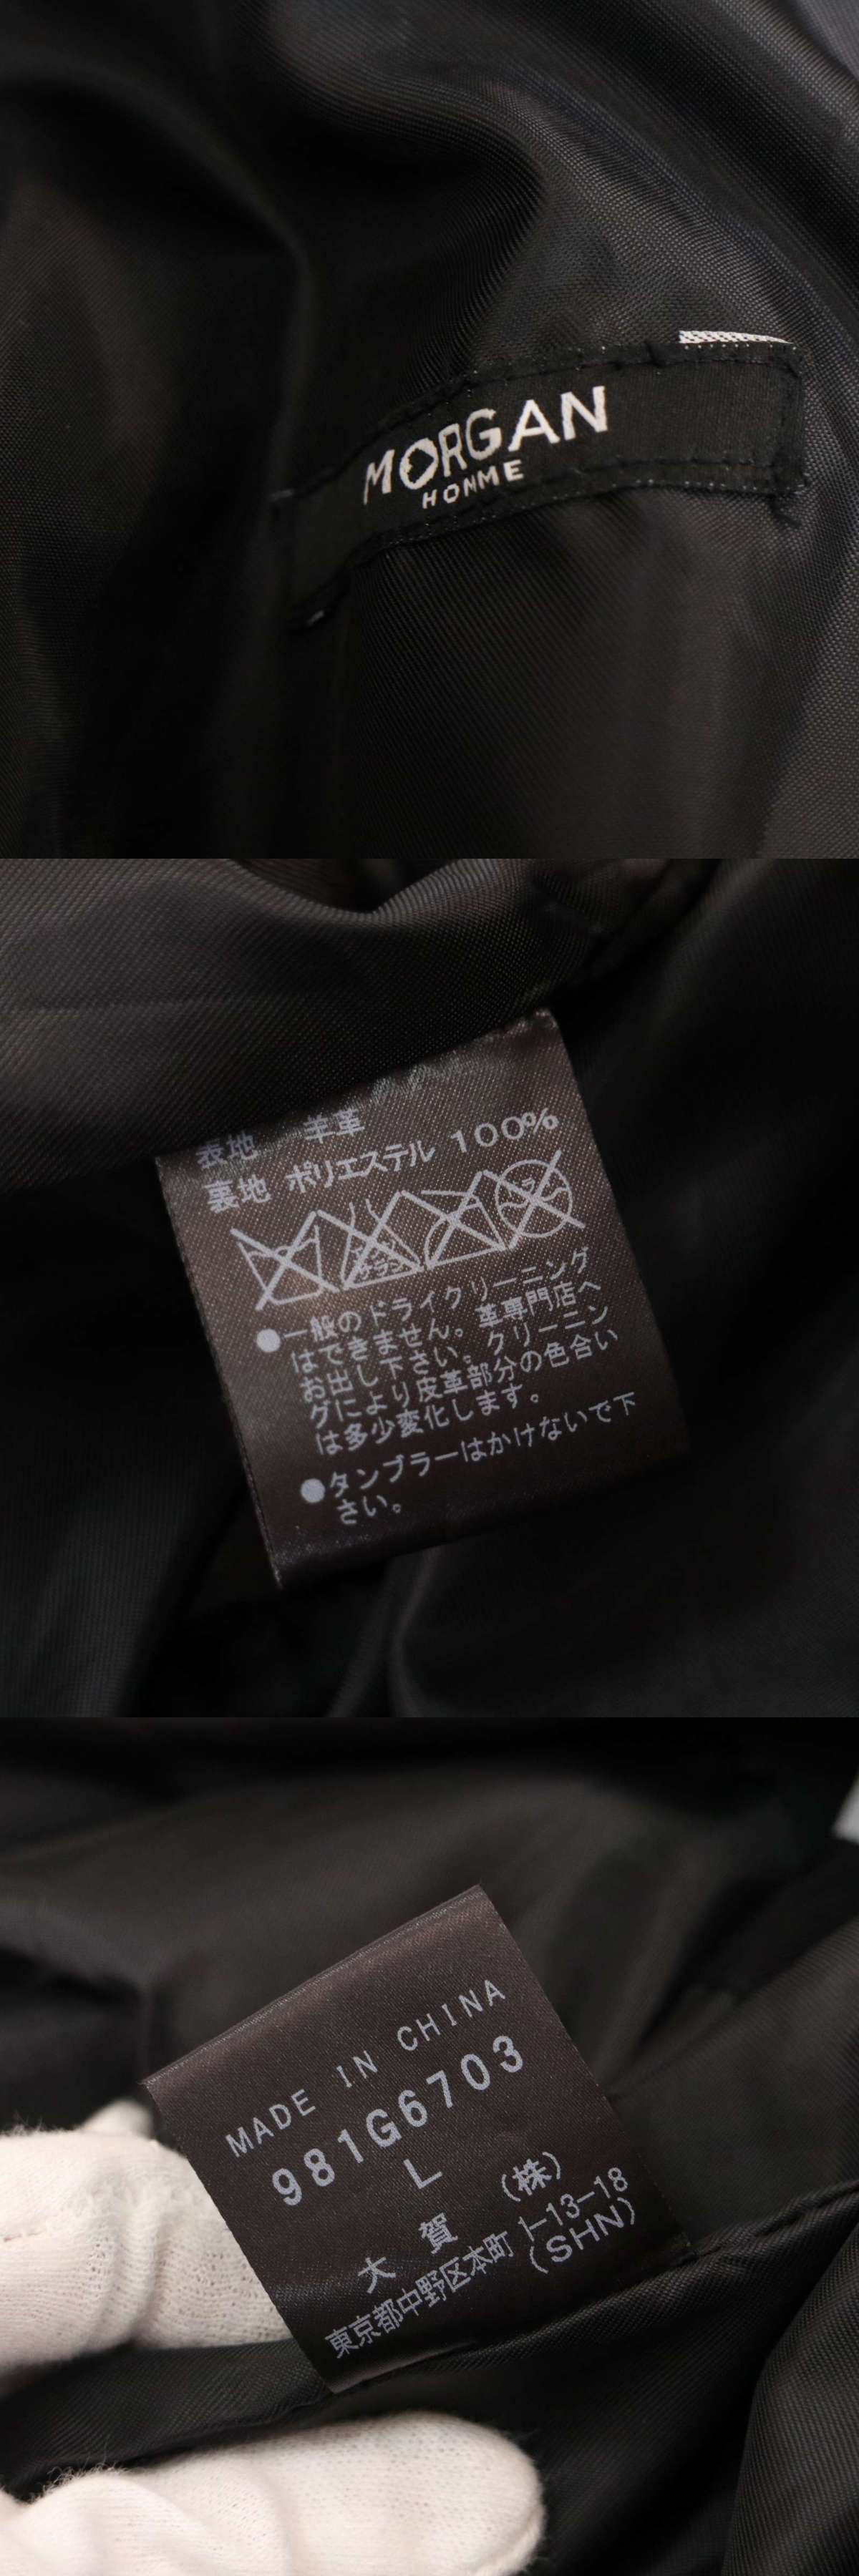 MORGAN
HOMME
表地 羊革
裏地 ポリエステル 100%
●一般のドライクリーニング
はできません。革専門店へ
お出し下さい。クリーニン
グにより皮革部分の色合い
は多少変化します。
●タンブラーはかけないで下
さい。
MADE IN CHINA
981G6703
L
大賀 (株)
東京都中野区本町 1-13-18
(SHN)